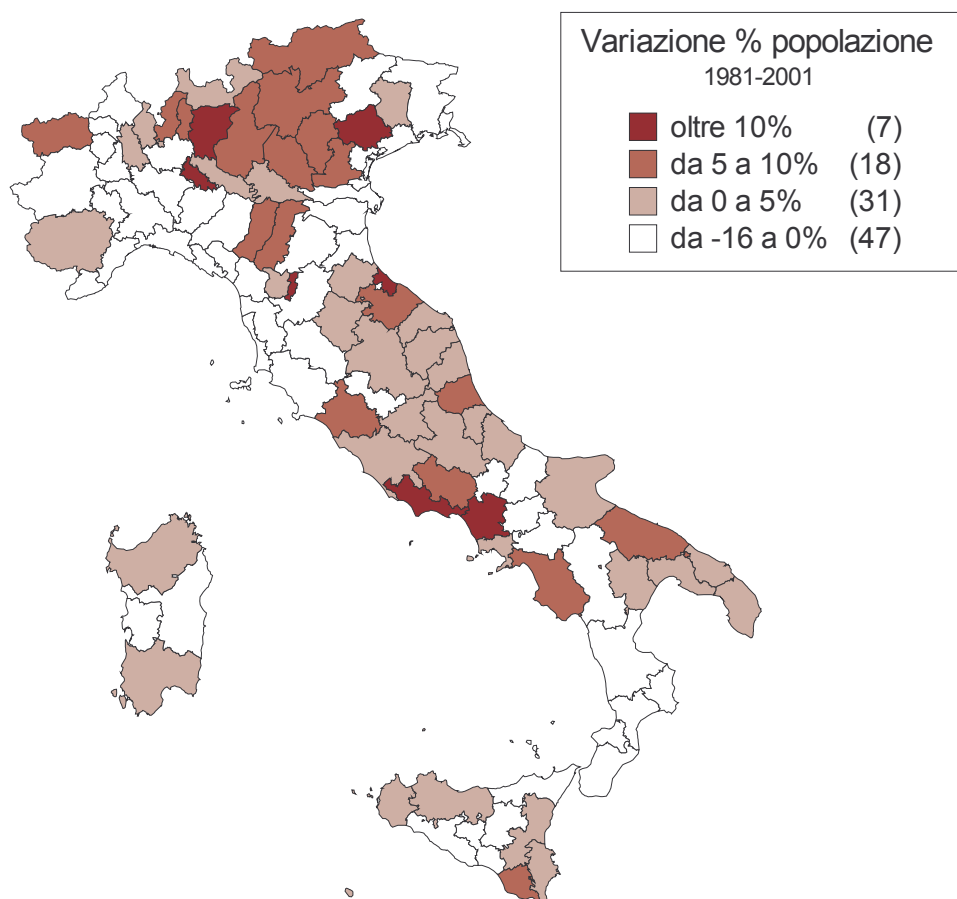 Variazione % popolazione
1981-2001
oltre 10% (7)
da 5 a 10% (18)
da 0 a 5% (31)
da -16 a 0% (47)